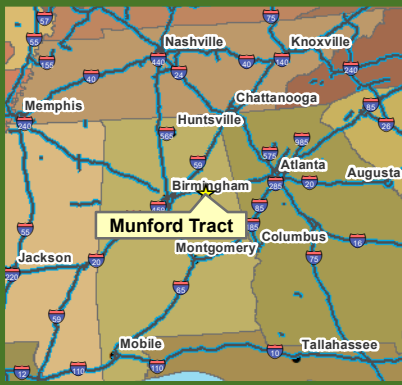 75
57
Nashville
Knoxville
55
440
40
140
155
24
240
40
Chattanooga
85
Memphis
Huntsville
240
26
565
985
575
59
Atlanta
Birmingham
285
20
Augusta
459
85
Munford Tract
185
55
Columbus
16
Montgomery
Jackson
20
75
220
65
59
Mobile
Tallahassee
10
12
110
110